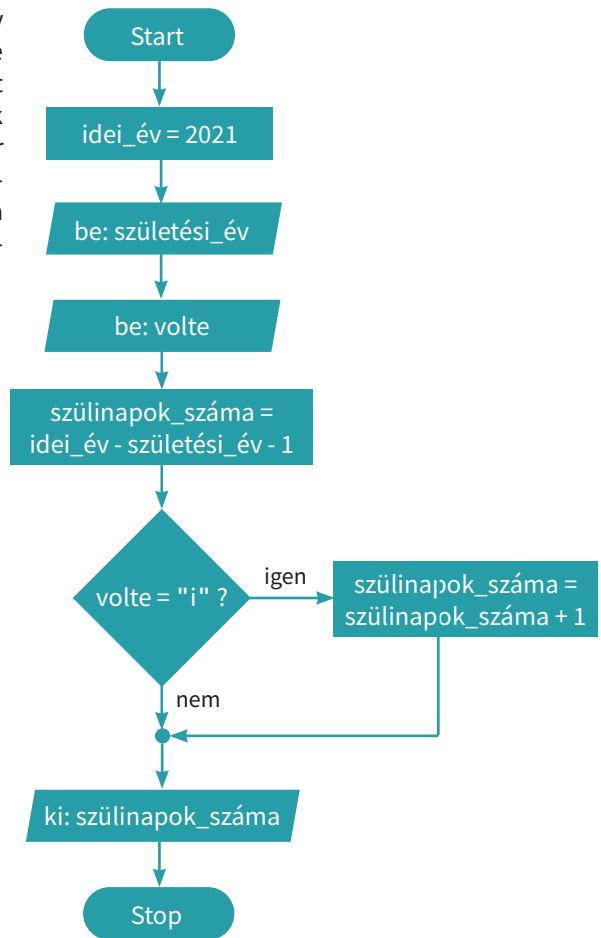 Start
idei_év = 2021
be: születési_év
be: volte
szülinapok_száma =
idei_év - születési_év - 1
volte = "i" ?
igen
szülinapok_száma =
szülinapok_száma + 1
nem
ki: szülinapok_száma
Stop